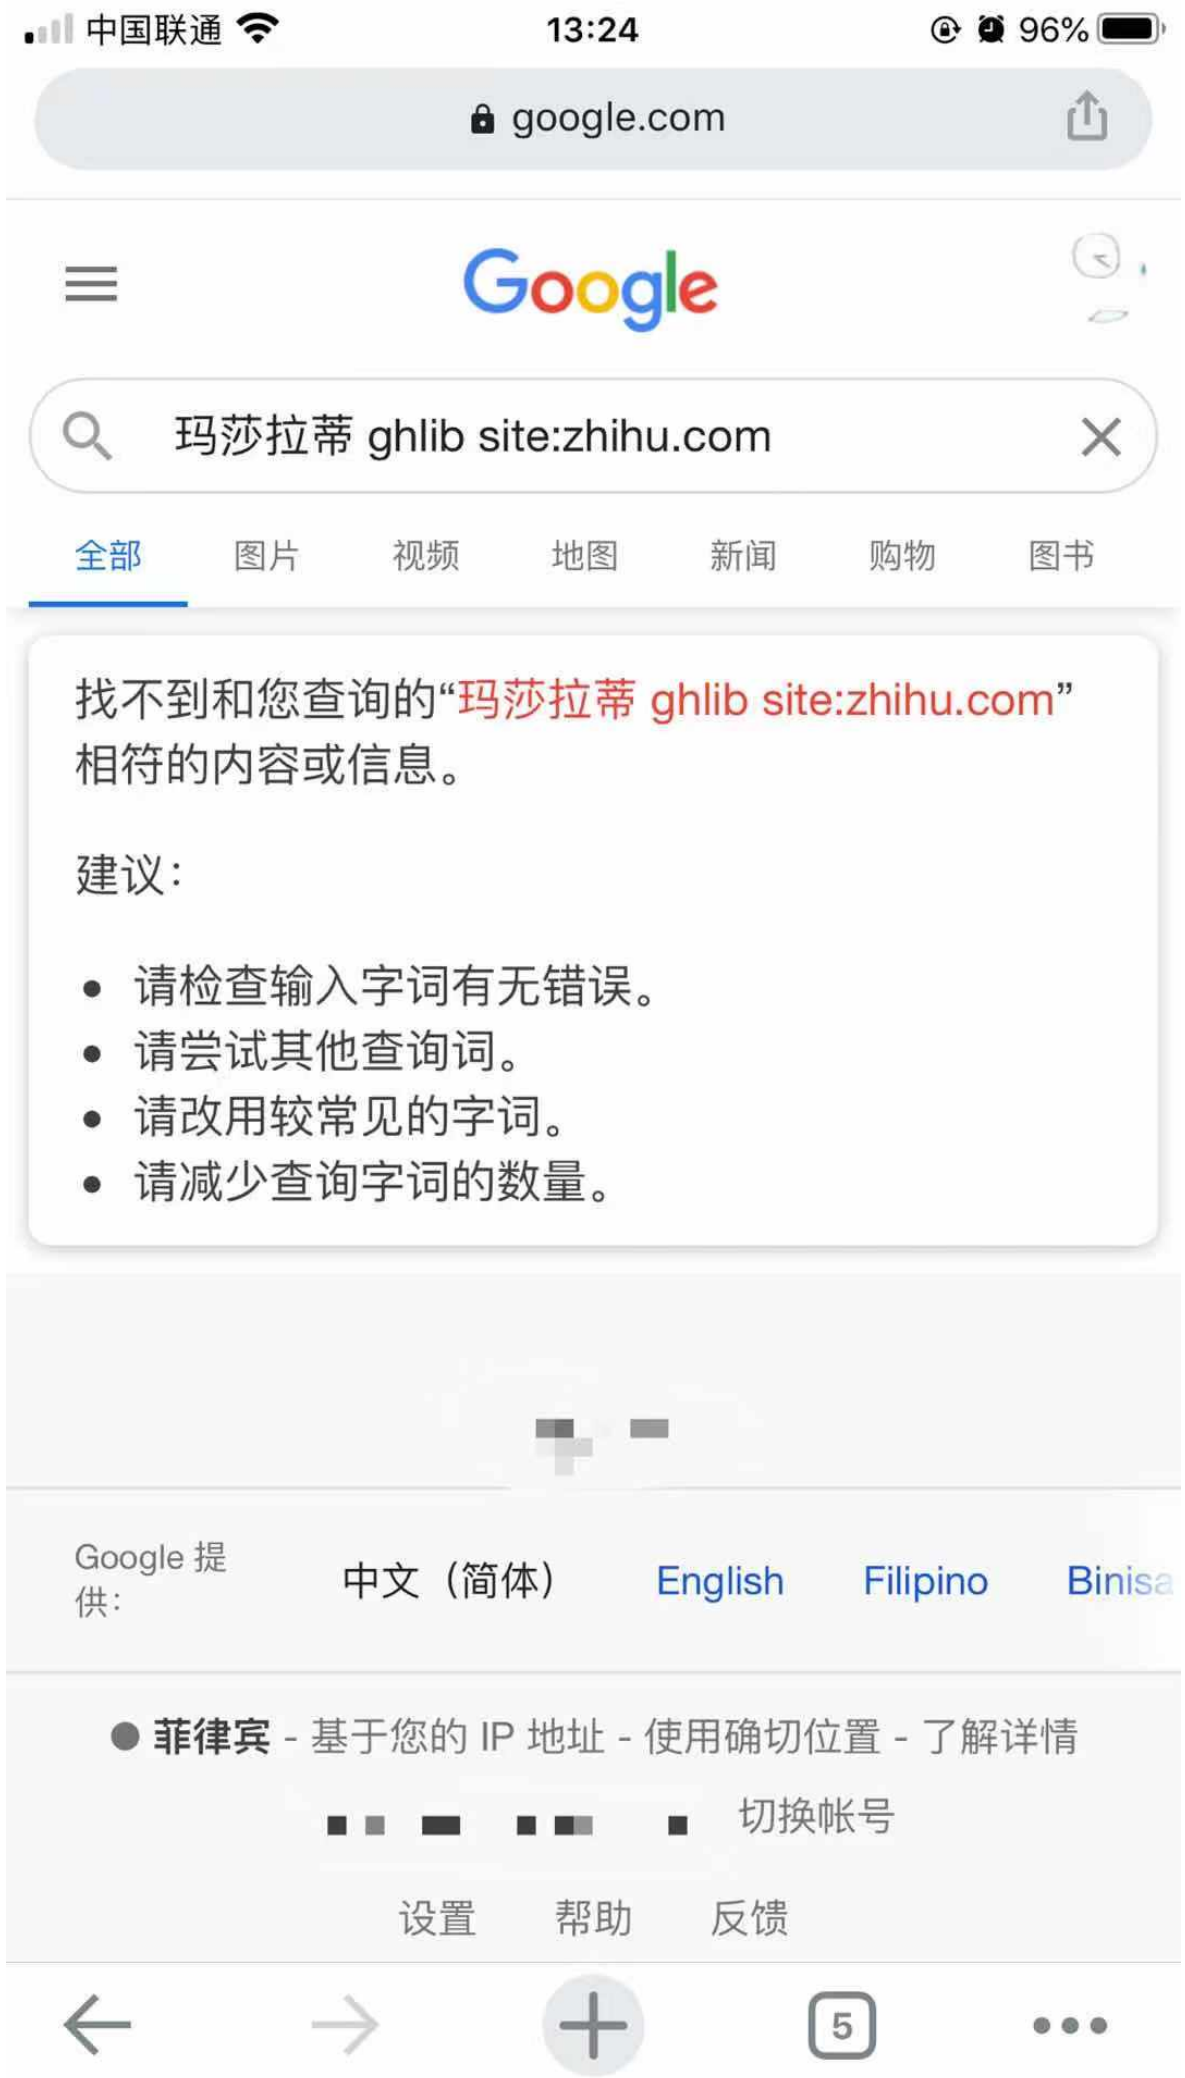 中国联通 13:24 96%
google.com
Google
玛莎拉蒂 ghlib site:zhihu.com
全部 图片 视频 地图 新闻 购物 图书
找不到和您查询的“玛莎拉蒂 ghlib site:zhihu.com”
相符的内容或信息。
建议：
• 请检查输入字词有无错误。
• 请尝试其他查询词。
• 请改用较常见的字词。
• 请减少查询字词的数量。
Google 提
供：
中文（简体） English Filipino Binisa
菲律宾 - 基于您的 IP 地址 - 使用确切位置 - 了解详情
切换帐号
设置 帮助 反馈
5